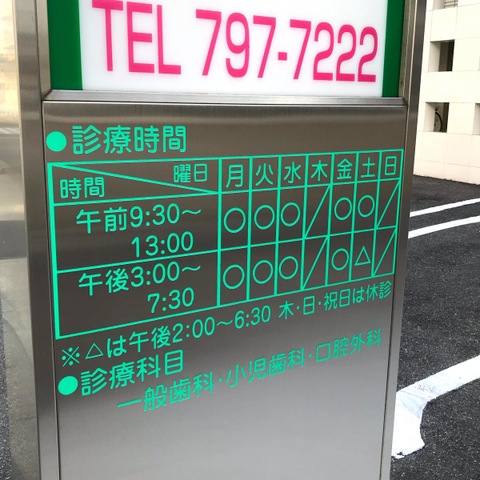 TEL 797-7222
●診療時間
時間 曜日 月 火 水 木 金 土 日
午前9:30～ ○ ○ ○ ／ ○ ○ ／
13:00
午後3:00～ ○ ○ ○ ／ ○ △ ／
7:30
※△は午後2:00～6:30 木・日・祝日は休診
●診療科目
一般歯科・小児歯科・口腔外科